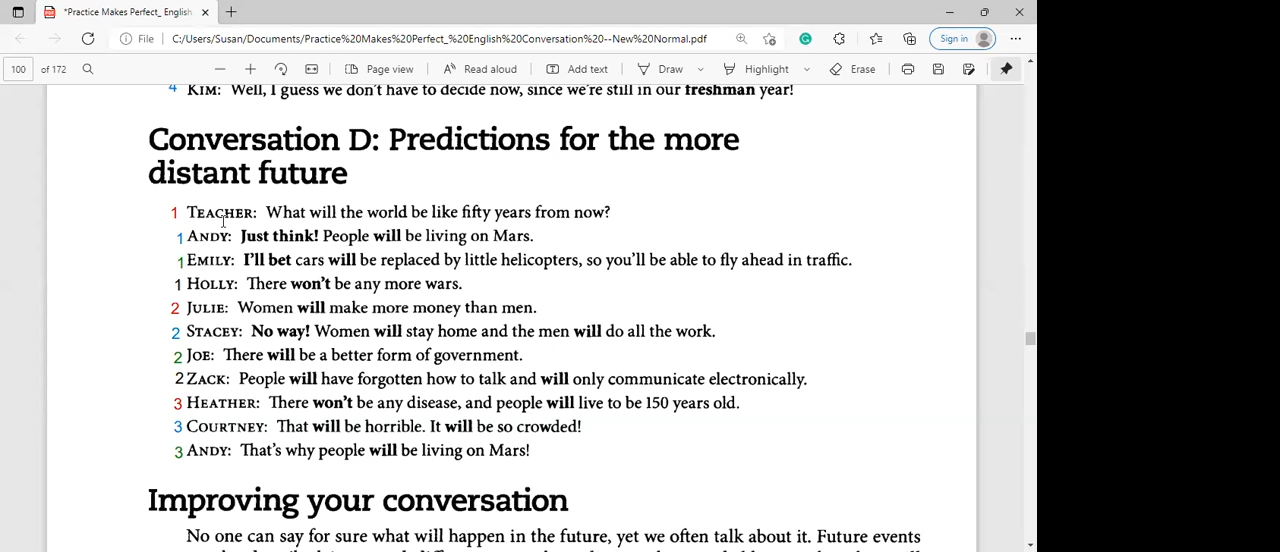 *Practice Makes Perfect_ English
File C:/Users/Susan/Documents/Practice%20Makes%20Perfect_%20English%20Conversation%20--New%20Normal.pdf Sign in
100 of 172 Page view Read aloud Add text Draw Highlight Erase
4 KIM: Well, I guess we don't have to decide now, since we're still in our freshman year!
Conversation D: Predictions for the more
distant future
1 TEACHER: What will the world be like fifty years from now?
1 ANDY: Just think! People will be living on Mars.
1 EMILY: I'll bet cars will be replaced by little helicopters, so you'll be able to fly ahead in traffic.
1 HOLLY: There won't be any more wars.
2 JULIE: Women will make more money than men.
2 STACEY: No way! Women will stay home and the men will do all the work.
2 JOE: There will be a better form of government.
2 ZACK: People will have forgotten how to talk and will only communicate electronically.
3 HEATHER: There won't be any disease, and people will live to be 150 years old.
3 COURTNEY: That will be horrible. It will be so crowded!
3 ANDY: That's why people will be living on Mars!
Improving your conversation
No one can say for sure what will happen in the future, yet we often talk about it. Future events